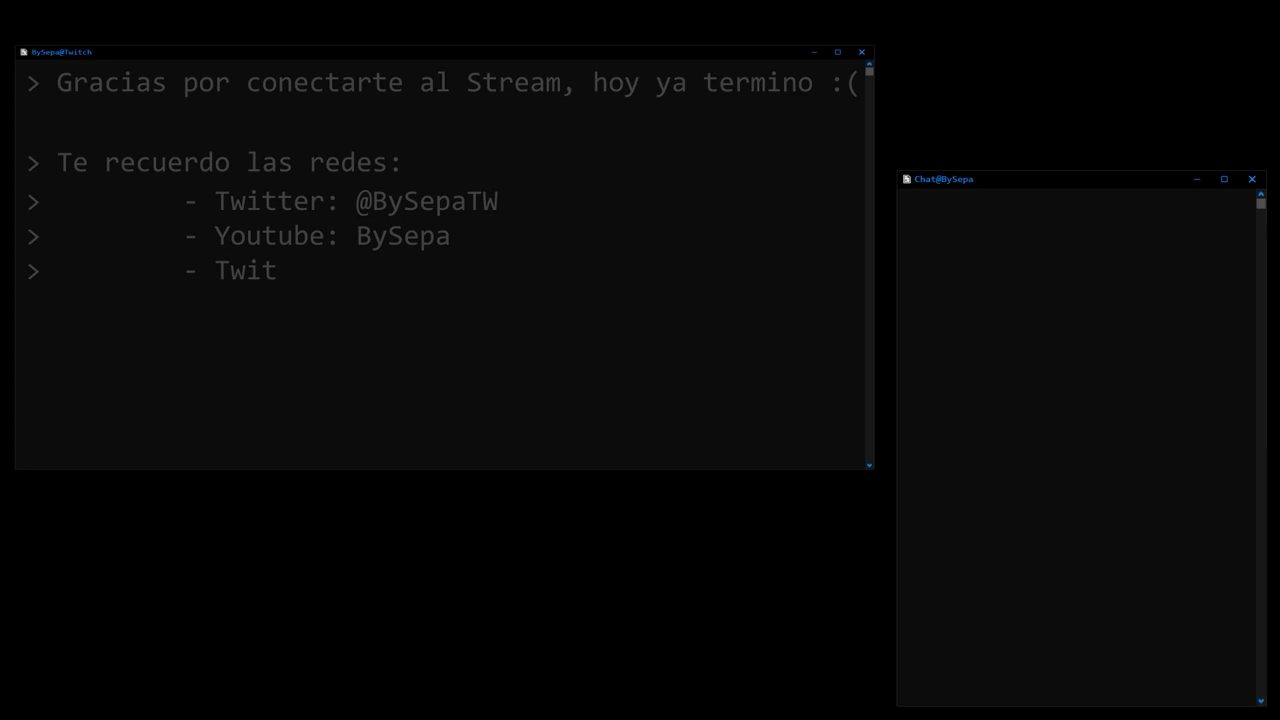 BySepa@Twitch
> Gracias por conectarte al Stream, hoy ya termino :(
> Te recuerdo las redes:
> - Twitter: @BySepaTW
> - Youtube: BySepa
> - Twit
Chat@BySepa